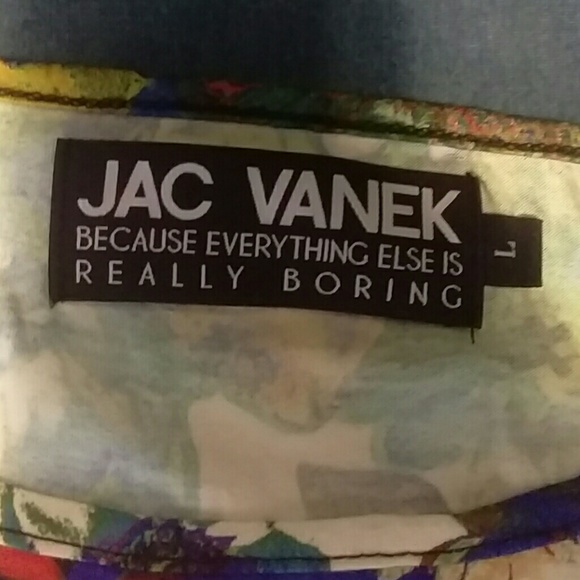 JAC VANEK
BECAUSE EVERYTHING ELSE IS
REALLY BORING
L